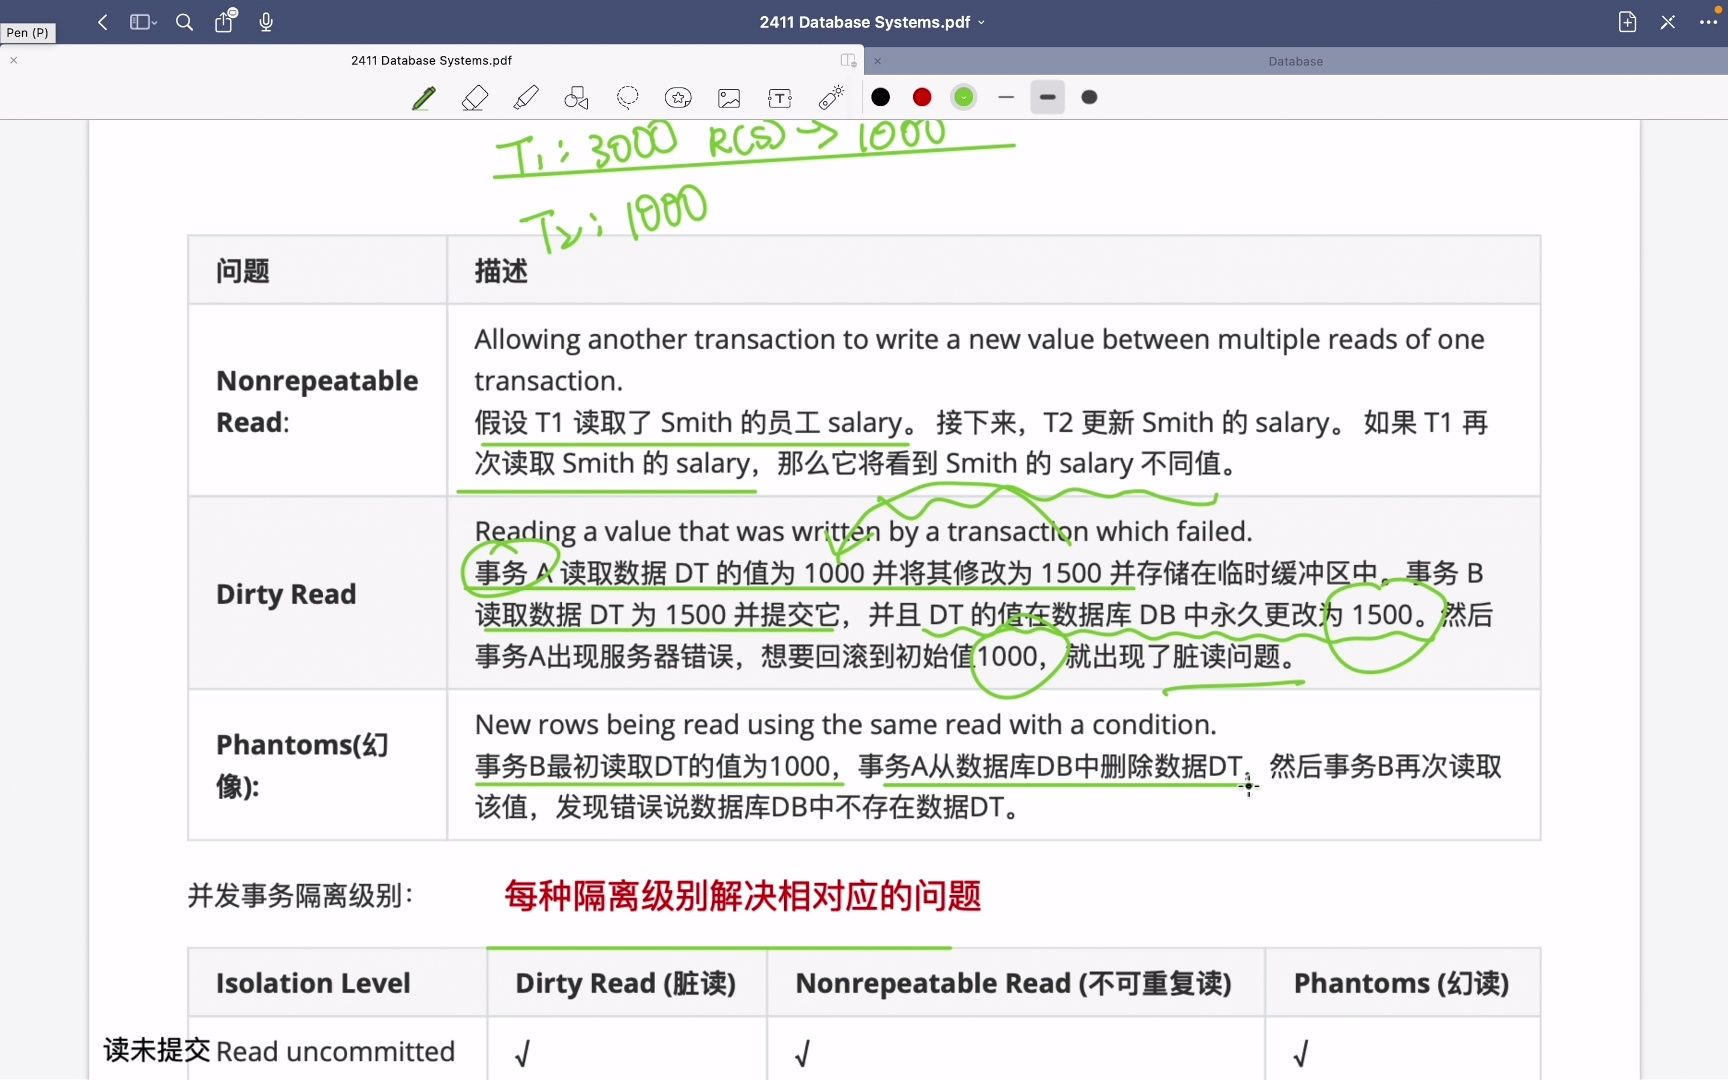 2411 Database Systems.pdf
Pen (P)
2411 Database Systems.pdf
Database
T1: 3000 R(S) → 1000
T2: 1000
问题
描述
Nonrepeatable
Read:
Allowing another transaction to write a new value between multiple reads of one
transaction.
假设 T1 读取了 Smith 的员工 salary。 接下来，T2 更新 Smith 的 salary。 如果 T1 再
次读取 Smith 的 salary，那么它将看到 Smith 的 salary 不同值。
Dirty Read
Reading a value that was written by a transaction which failed.
事务 A 读取数据 DT 的值为 1000 并将其修改为 1500 并存储在临时缓冲区中。事务 B
读取数据 DT 为 1500 并提交它，并且 DT 的值在数据库 DB 中永久更改为 1500。然后
事务A出现服务器错误，想要回滚到初始值1000，就出现了脏读问题。
Phantoms(幻
像):
New rows being read using the same read with a condition.
事务B最初读取DT的值为1000，事务A从数据库DB中删除数据DT，然后事务B再次读取
该值，发现错误说数据库DB中不存在数据DT。
并发事务隔离级别：
每种隔离级别解决相对应的问题
Isolation Level
Dirty Read (脏读)
Nonrepeatable Read (不可重复读)
Phantoms (幻读)
读未提交 Read uncommitted
√
√
√